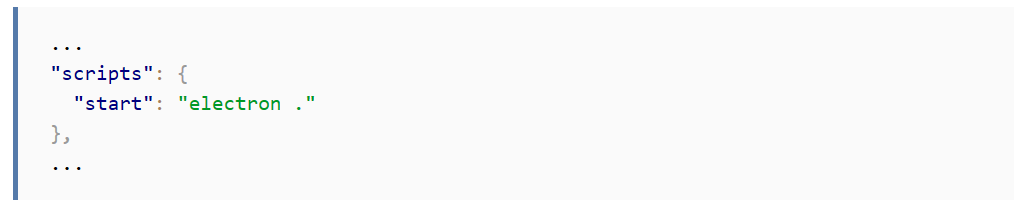 ...
"scripts": {
  "start": "electron ."
},
...